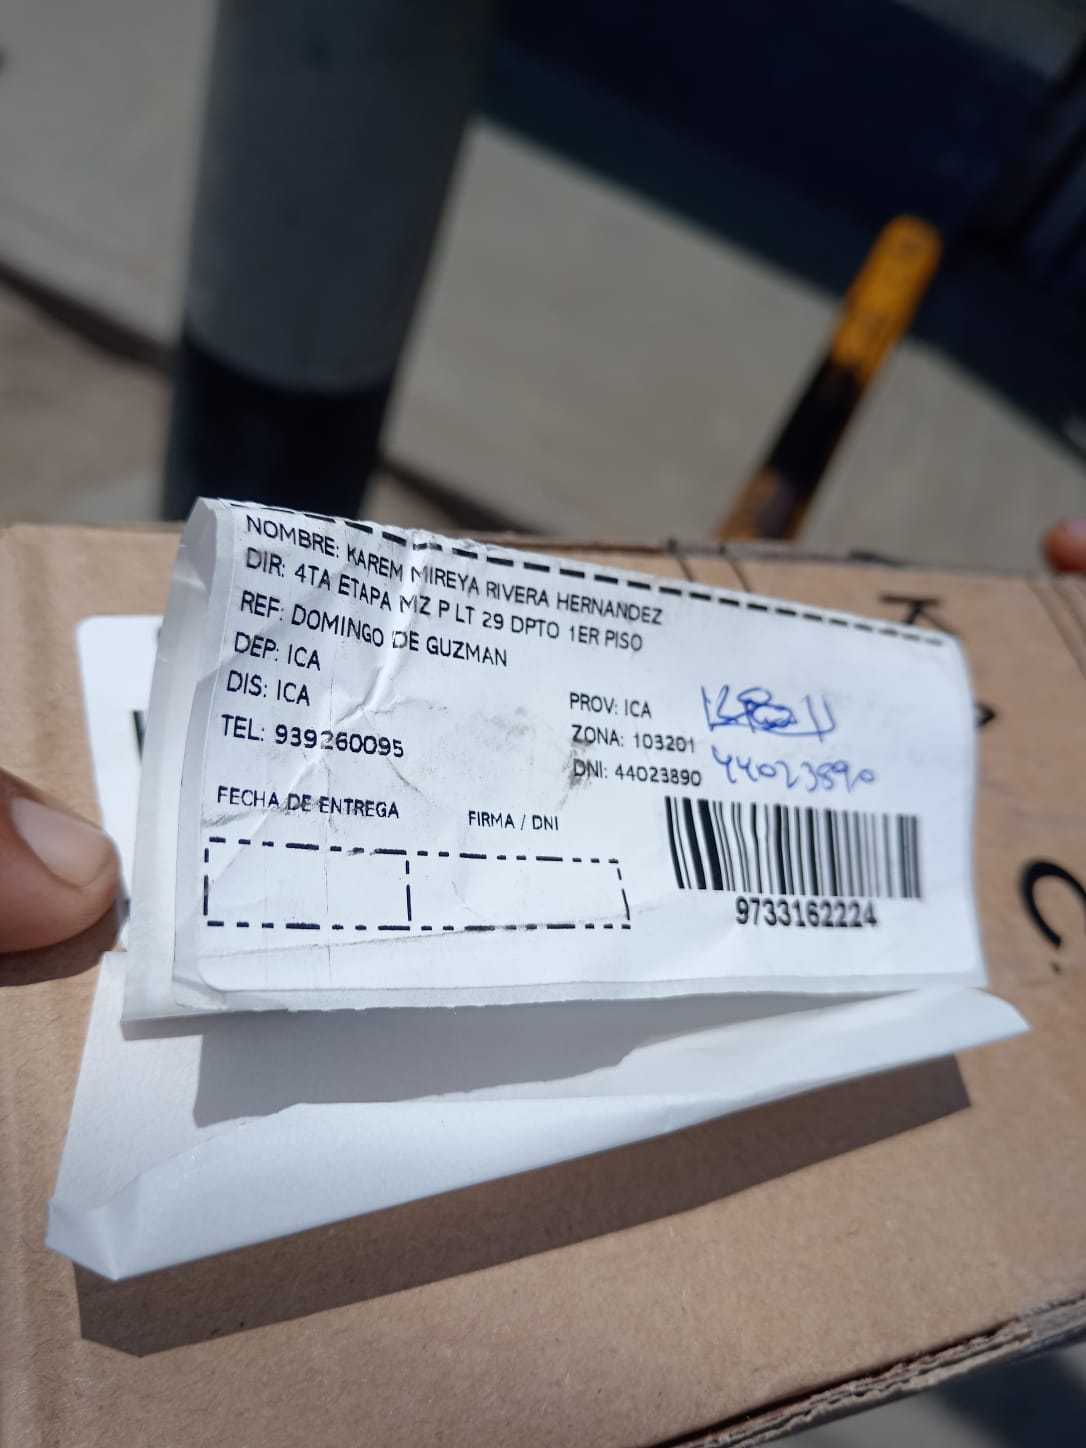 NOMBRE: KAREM MIREYA RIVERA HERNANDEZ
DIR: 4TA ETAPA MZ P LT 29 DPTO 1ER PISO
REF: DOMINGO DE GUZMAN
DEP: ICA
DIS: ICA
PROV: ICA
TEL: 939260095
ZONA: 103201
DNI: 44023890
44023890
FECHA DE ENTREGA
FIRMA / DNI
9733162224
K
C.